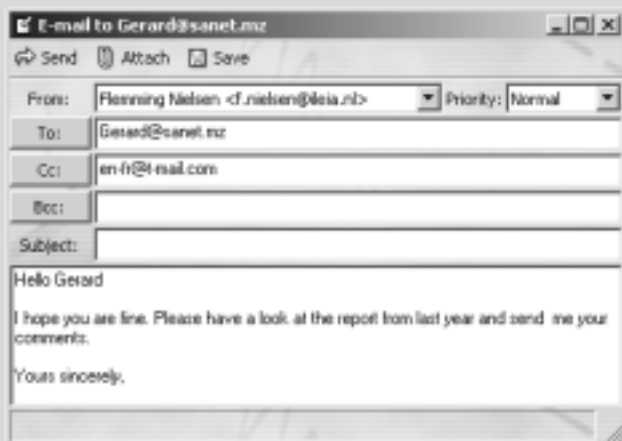 E-mail to Gerard@sanet.mz
Send Attach Save
From: Flemming Nielsen <f.nielsen@ileia.nl> Priority: Normal
To: Gerard@sanet.mz
Cc: en-fr@t-mail.com
Bcc:
Subject:
Hello Gerard
I hope you are fine. Please have a look at the report from last year and send me your
comments.
Yours sincerely,